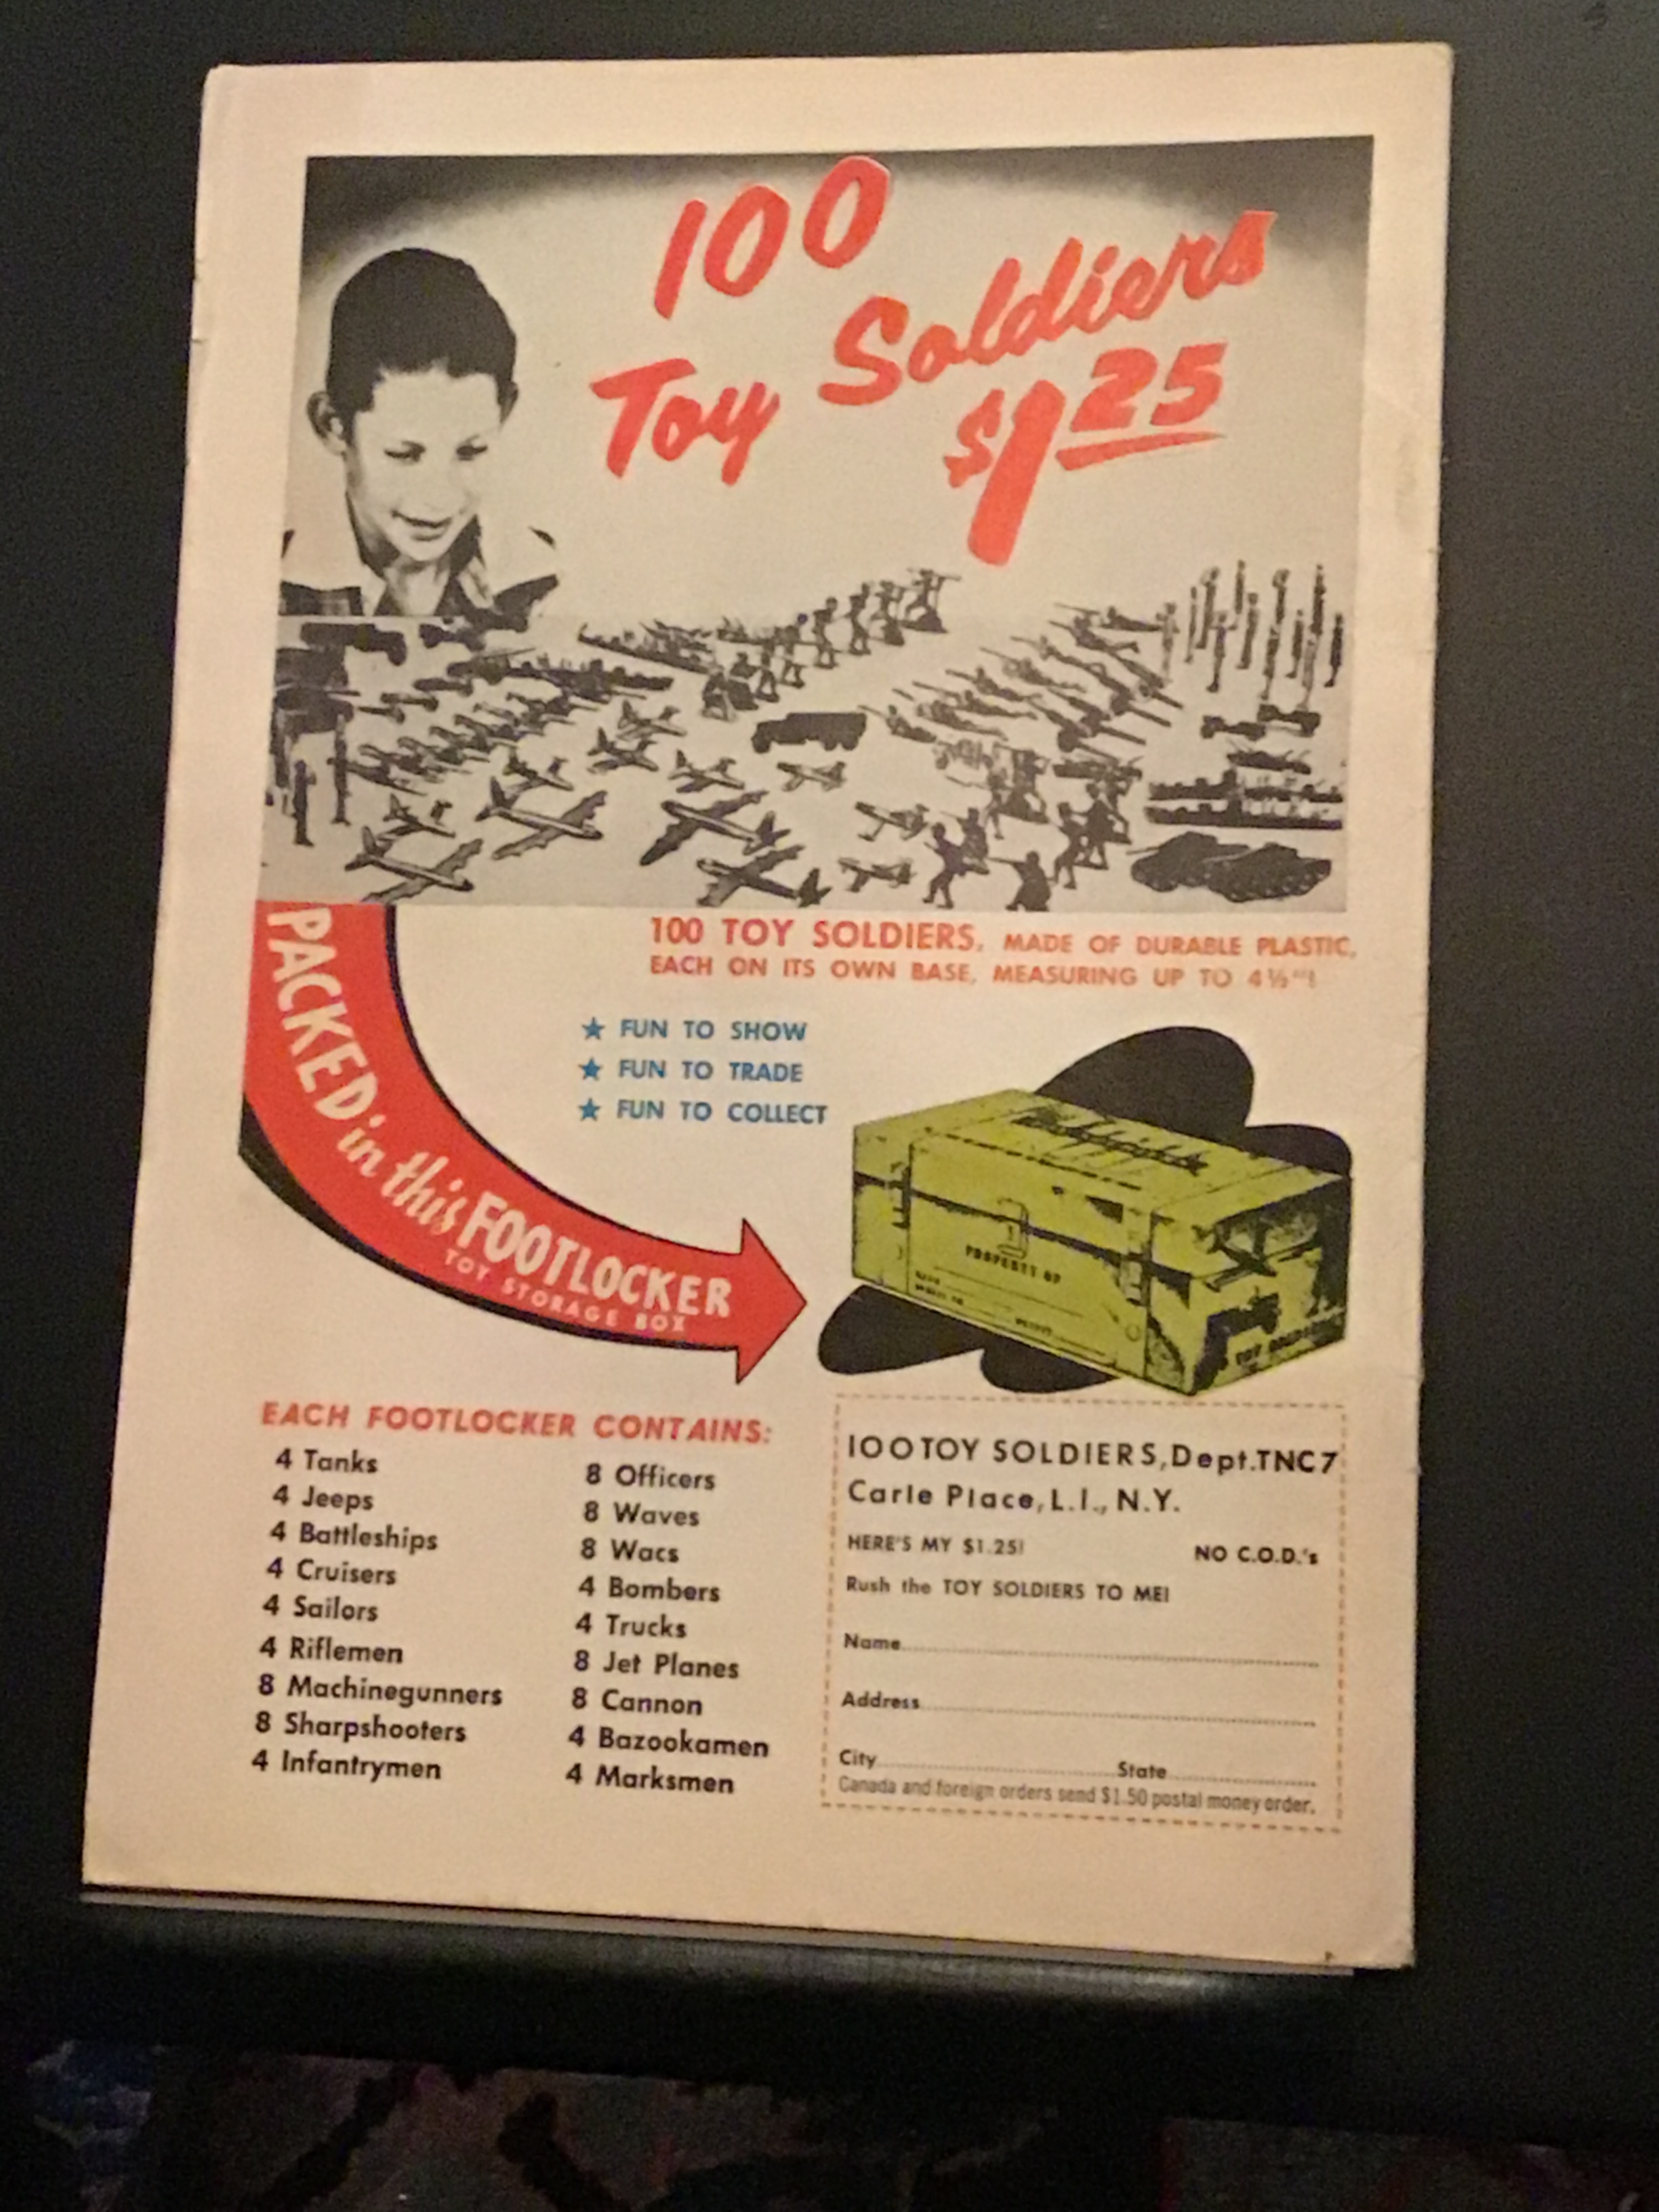 100
Toy Soldiers
$1.25
100 TOY SOLDIERS, MADE OF DURABLE PLASTIC,
EACH ON ITS OWN BASE, MEASURING UP TO 4½"!
PACKED in this FOOTLOCKER
TOY STORAGE BOX
★ FUN TO SHOW
★ FUN TO TRADE
★ FUN TO COLLECT
PROPERTY OF
TOY SOLDIERS
EACH FOOTLOCKER CONTAINS:
4 Tanks
4 Jeeps
4 Battleships
4 Cruisers
4 Sailors
4 Riflemen
8 Machinegunners
8 Sharpshooters
4 Infantrymen
8 Officers
8 Waves
8 Wacs
4 Bombers
4 Trucks
8 Jet Planes
8 Cannon
4 Bazookamen
4 Marksmen
100 TOY SOLDIERS, Dept. TNC7
Carle Place, L.I., N.Y.
HERE'S MY $1.25! NO C.O.D.'s
Rush the TOY SOLDIERS TO ME!
Name
Address
City State
Canada and foreign orders send $1.50 postal money order.